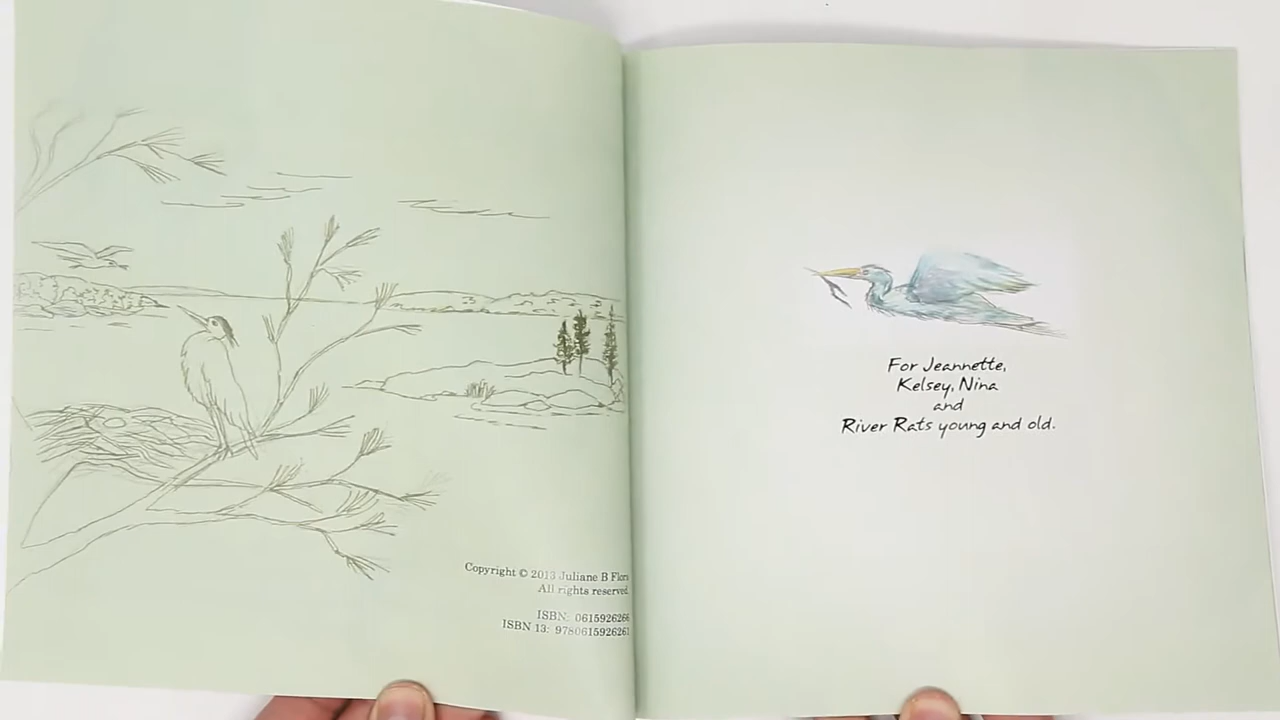 Copyright © 2013 Juliane B
All rights reserved.
ISBN: 0615926266
ISBN 13: 9780615926261
For Jeannette,
Kelsey, Nina
and
River Rats young and old.